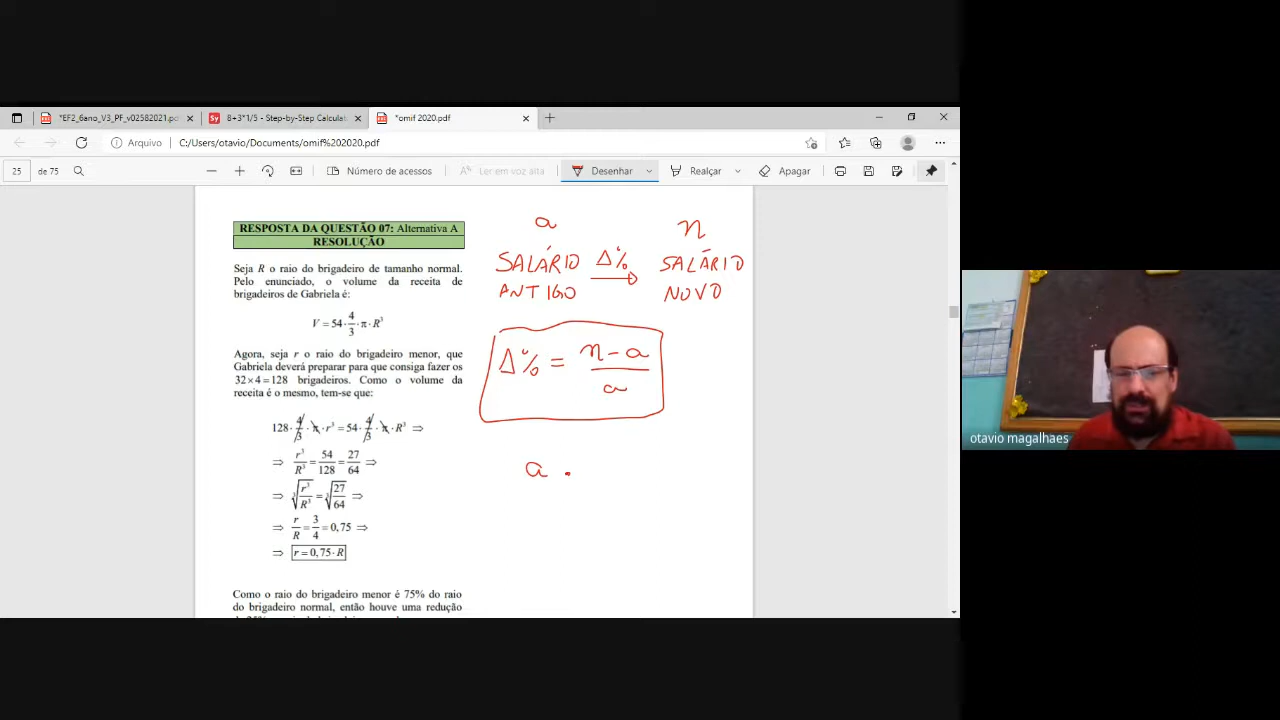 *EF2_6ano_V3_PF_v02582021.pd
8+3*1/5 - Step-by-Step Calculat
*omif 2020.pdf
Arquivo
C:/Users/otavio/Documents/omif%202020.pdf
25
de 75
Número de acessos
Ler em voz alta
Desenhar
Realçar
Apagar
RESPOSTA DA QUESTÃO 07: Alternativa A
RESOLUÇÃO
Seja R o raio do brigadeiro de tamanho normal.
Pelo enunciado, o volume da receita de
brigadeiros de Gabriela é:
V = 54 · 4/3 · π · R³
Agora, seja r o raio do brigadeiro menor, que
Gabriela deverá preparar para que consiga fazer os
32×4=128 brigadeiros. Como o volume da
receita é o mesmo, tem-se que:
128 · 4/3 · π · r³ = 54 · 4/3 · π · R³ ⇒
⇒ r³/R³ = 54/128 = 27/64 ⇒
⇒ ∛(r³/R³) = ∛(27/64) ⇒
⇒ r/R = 3/4 = 0,75 ⇒
⇒ r = 0,75 · R
Como o raio do brigadeiro menor é 75% do raio
do brigadeiro normal, então houve uma redução
a n
SALÁRIO Δ% SALÁRIO
ANTIGO → NOVO
Δ% = (n - a)/a
a ·
otavio magalhaes